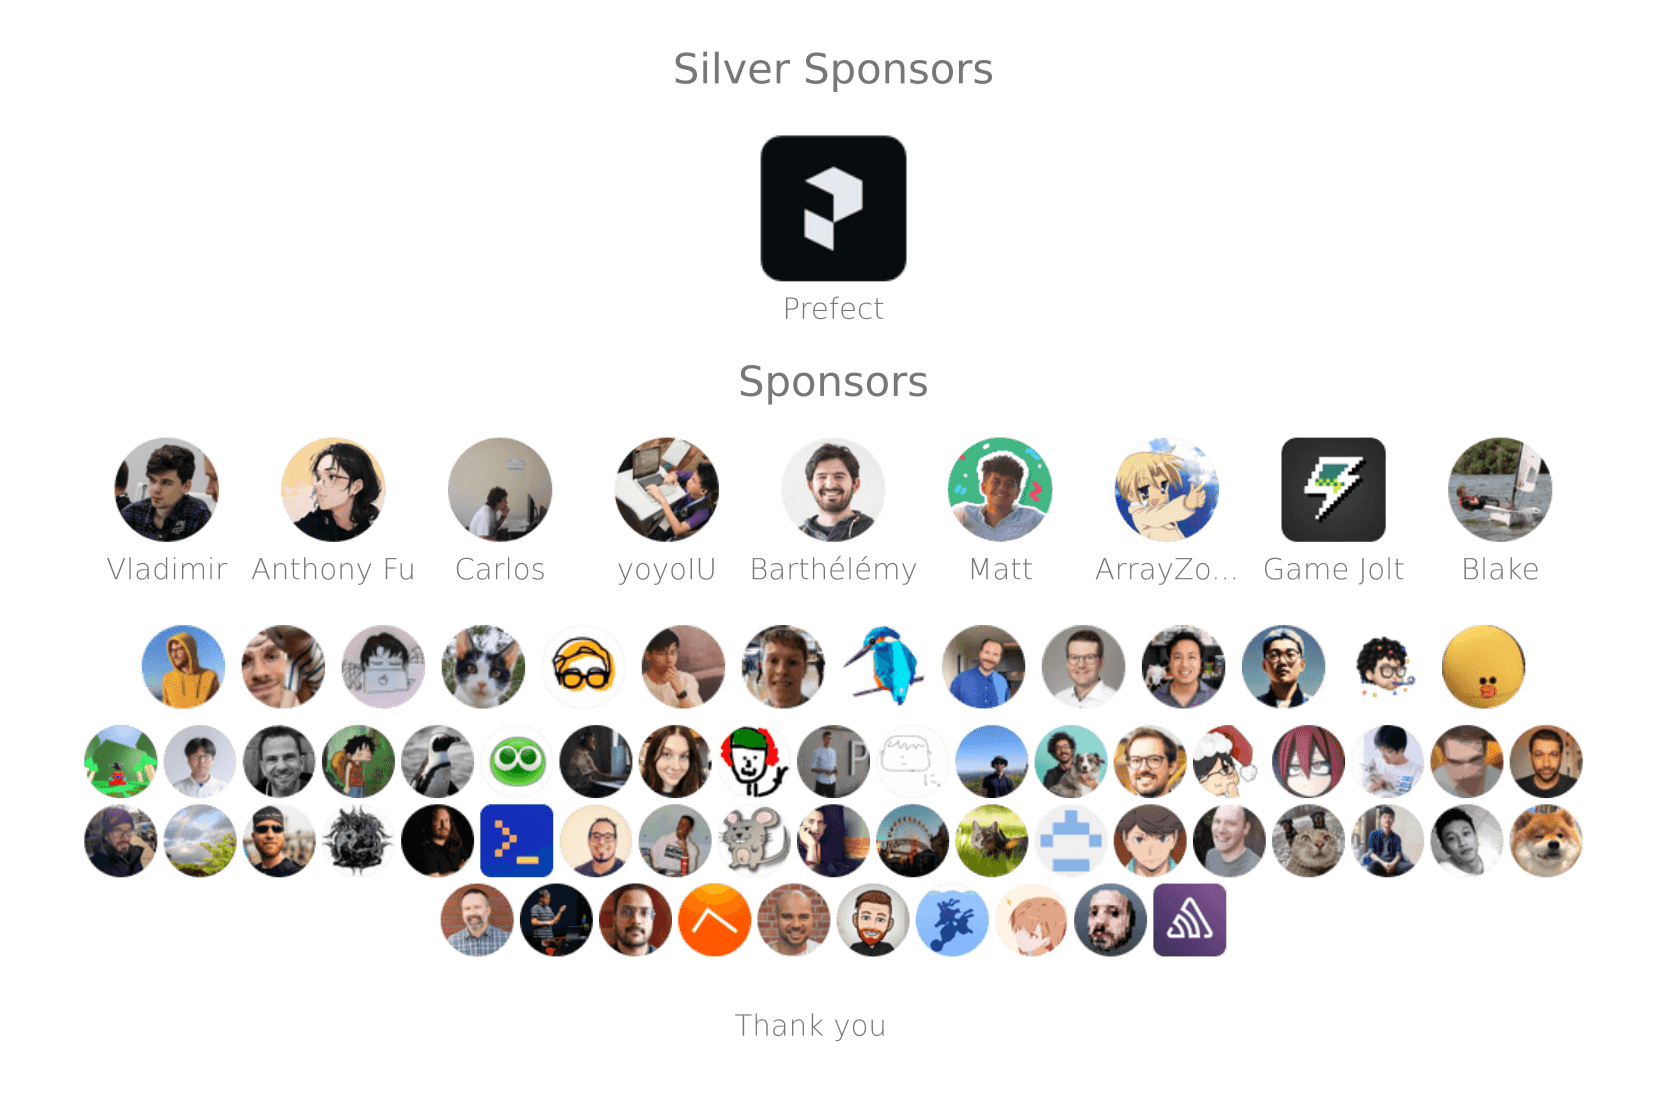 Silver Sponsors
Prefect
Sponsors
Vladimir Anthony Fu Carlos yoyoIU Barthélémy Matt ArrayZo... Game Jolt Blake
Thank you